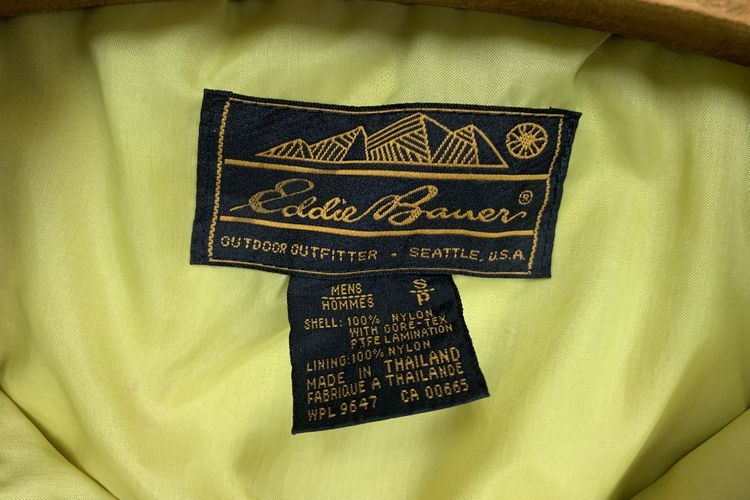 Eddie Bauer®
OUTDOOR OUTFITTER • SEATTLE, U.S.A.
MENS S
HOMMES P
SHELL: 100% NYLON
WITH GORE-TEX
PTFE LAMINATION
LINING: 100% NYLON
MADE IN THAILAND
FABRIQUE A THAILANDE
WPL 9647 CA 00665